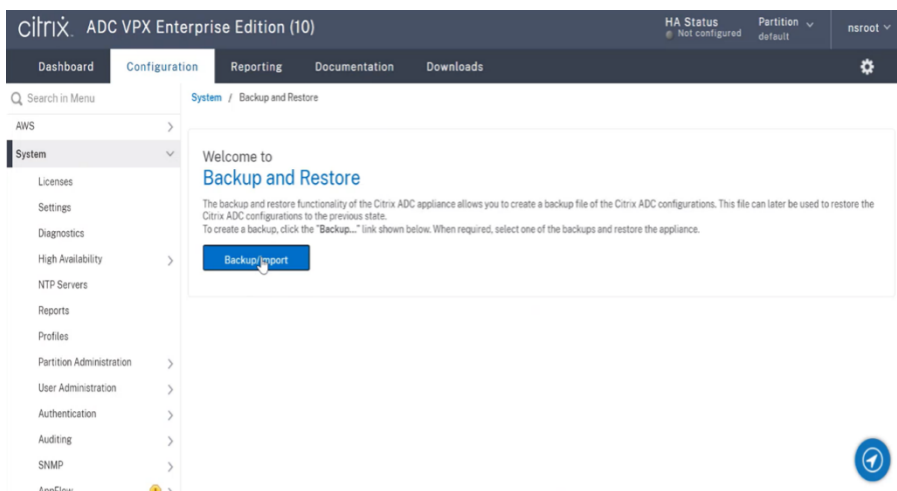 citrix. ADC VPX Enterprise Edition (10)
HA Status
Not configured
Partition
default
nsroot
Dashboard Configuration Reporting Documentation Downloads
Search in Menu
System / Backup and Restore
AWS
System
Licenses
Settings
Diagnostics
High Availability
NTP Servers
Reports
Profiles
Partition Administration
User Administration
Authentication
Auditing
SNMP
AppFlow
Welcome to
Backup and Restore
The backup and restore functionality of the Citrix ADC appliance allows you to create a backup file of the Citrix ADC configurations. This file can later be used to restore the
Citrix ADC configurations to the previous state.
To create a backup, click the "Backup..." link shown below. When required, select one of the backups and restore the appliance.
Backup/Import